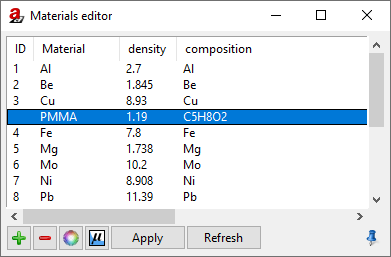 Materials editor
ID Material density composition
1 Al 2.7 Al
2 Be 1.845 Be
3 Cu 8.93 Cu
PMMA 1.19 C5H8O2
4 Fe 7.8 Fe
5 Mg 1.738 Mg
6 Mo 10.2 Mo
7 Ni 8.908 Ni
8 Pb 11.39 Pb
µ Apply Refresh